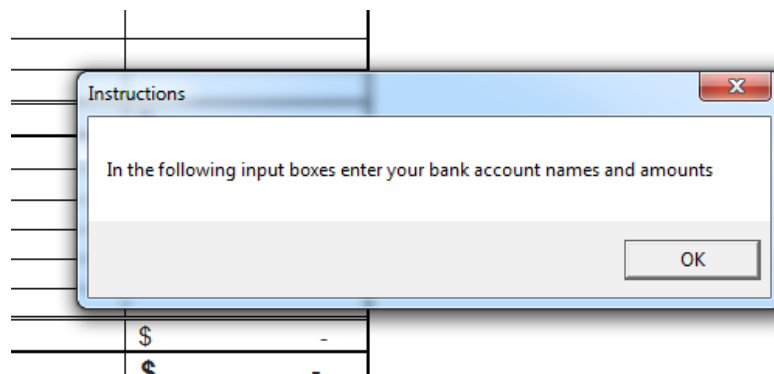 Instructions
In the following input boxes enter your bank account names and amounts
OK
$ -
$ -